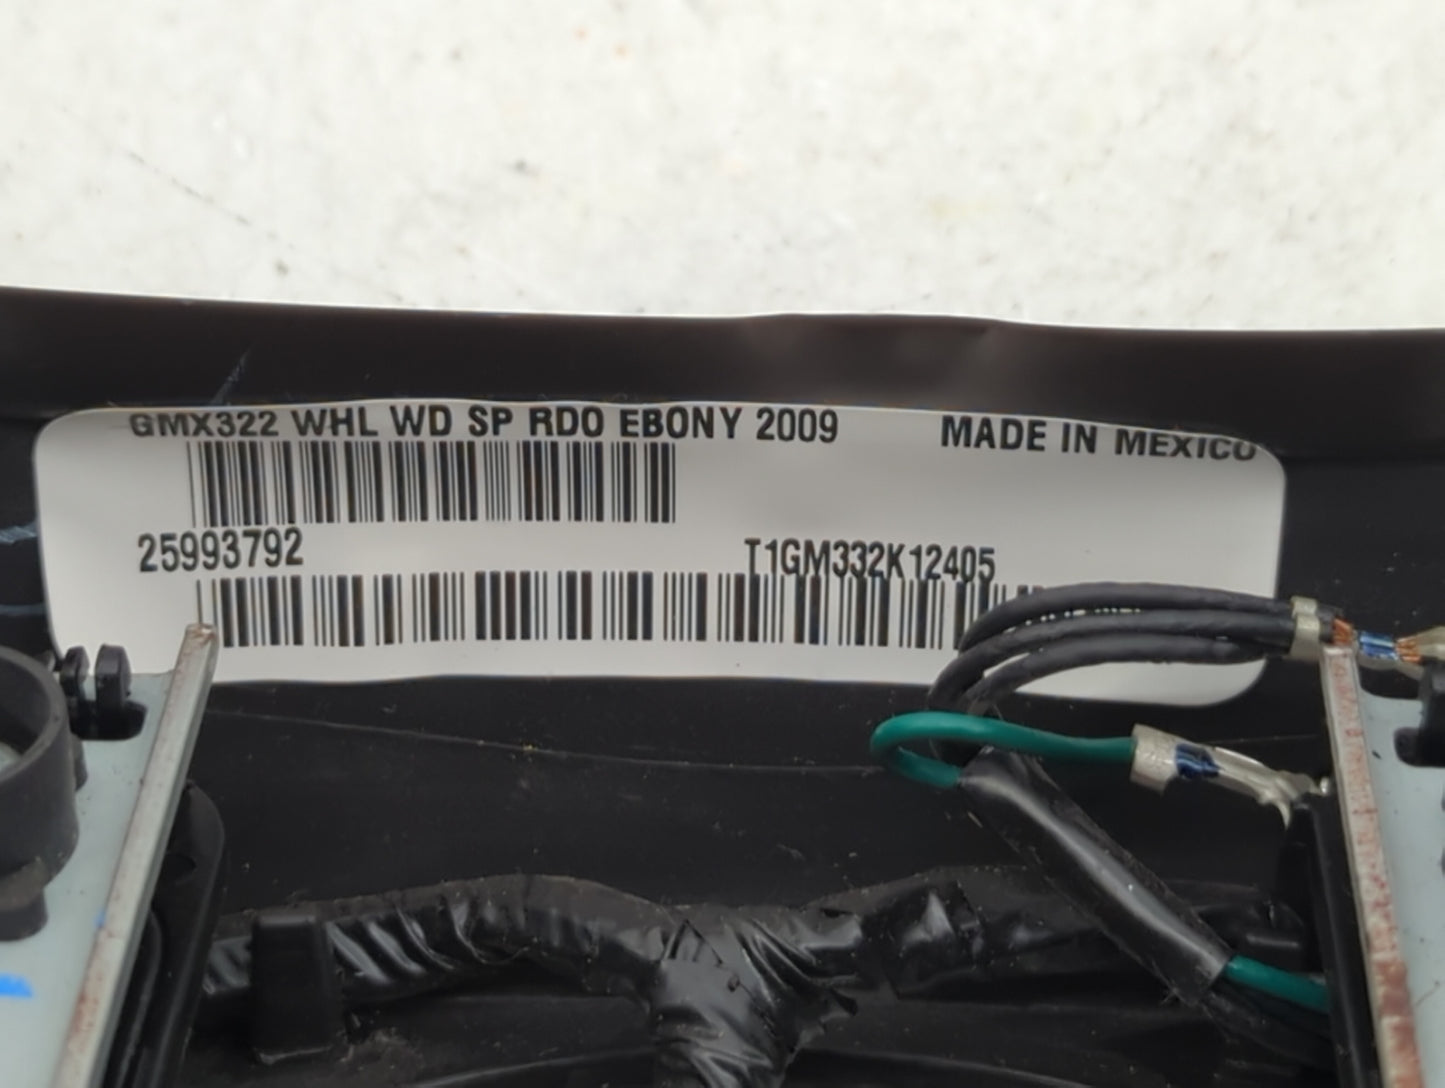 GMX322 WHL WD SP RDO EBONY 2009 MADE IN MEXICO
25993792 T1GM332K12405